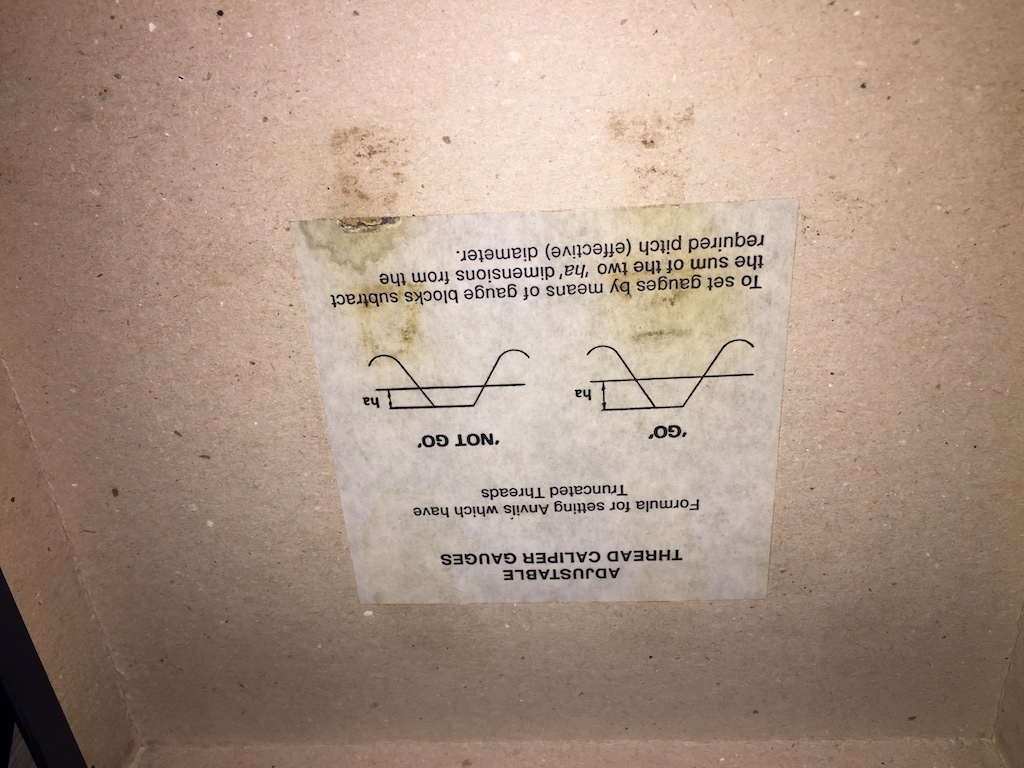 ADJUSTABLE
THREAD CALIPER GAUGES
Formula for setting Anvils which have
Truncated Threads
'GO'
'NOT GO'
ha
ha
To set gauges by means of gauge blocks subtract
the sum of the two 'ha' dimensions from the
required pitch (effective) diameter.